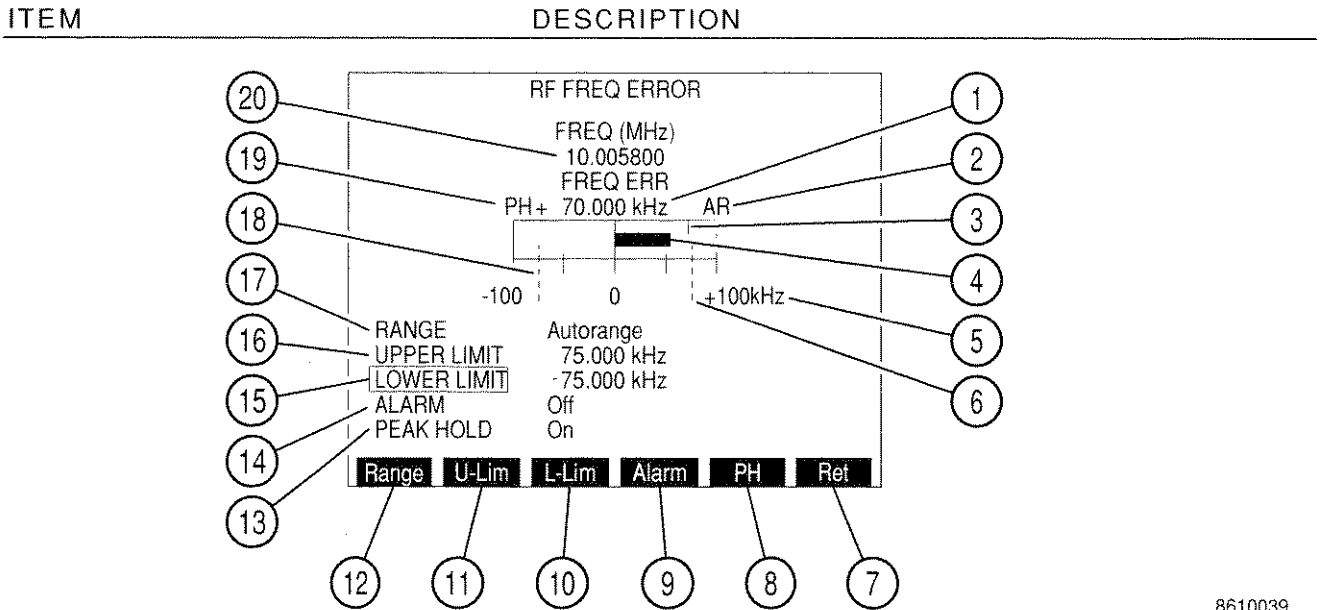 ITEM DESCRIPTION
RF FREQ ERROR
FREQ (MHz)
10.005800
FREQ ERR
PH + 70.000 kHz AR
-100 0 +100kHz
RANGE Autorange
UPPER LIMIT 75.000 kHz
LOWER LIMIT -75.000 kHz
ALARM Off
PEAK HOLD On
Range U-Lim L-Lim Alarm PH Ret
20
19
18
17
16
15
14
13
12
11
10
9
8
7
1
2
3
4
5
6
8610039